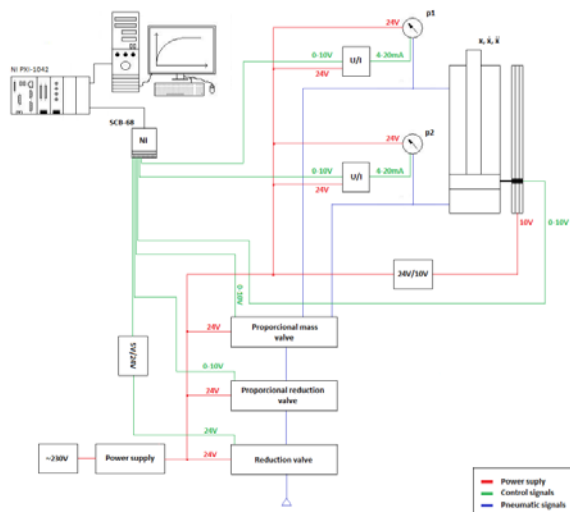 24V
p1
NI PXI-1042
0-10V
U/I
4-20mA
24V
x, ẋ, ẍ
SCB-68
NI
24V
p2
0-10V
U/I
4-20mA
24V
10V
0-10V
24V/10V
0-10V
24V
Proporcional mass
valve
5V/24V
0-10V
24V
Proporcional reduction
valve
24V
~230V
Power supply
24V
Reduction valve
Power suply
Control signals
Pneumatic signals